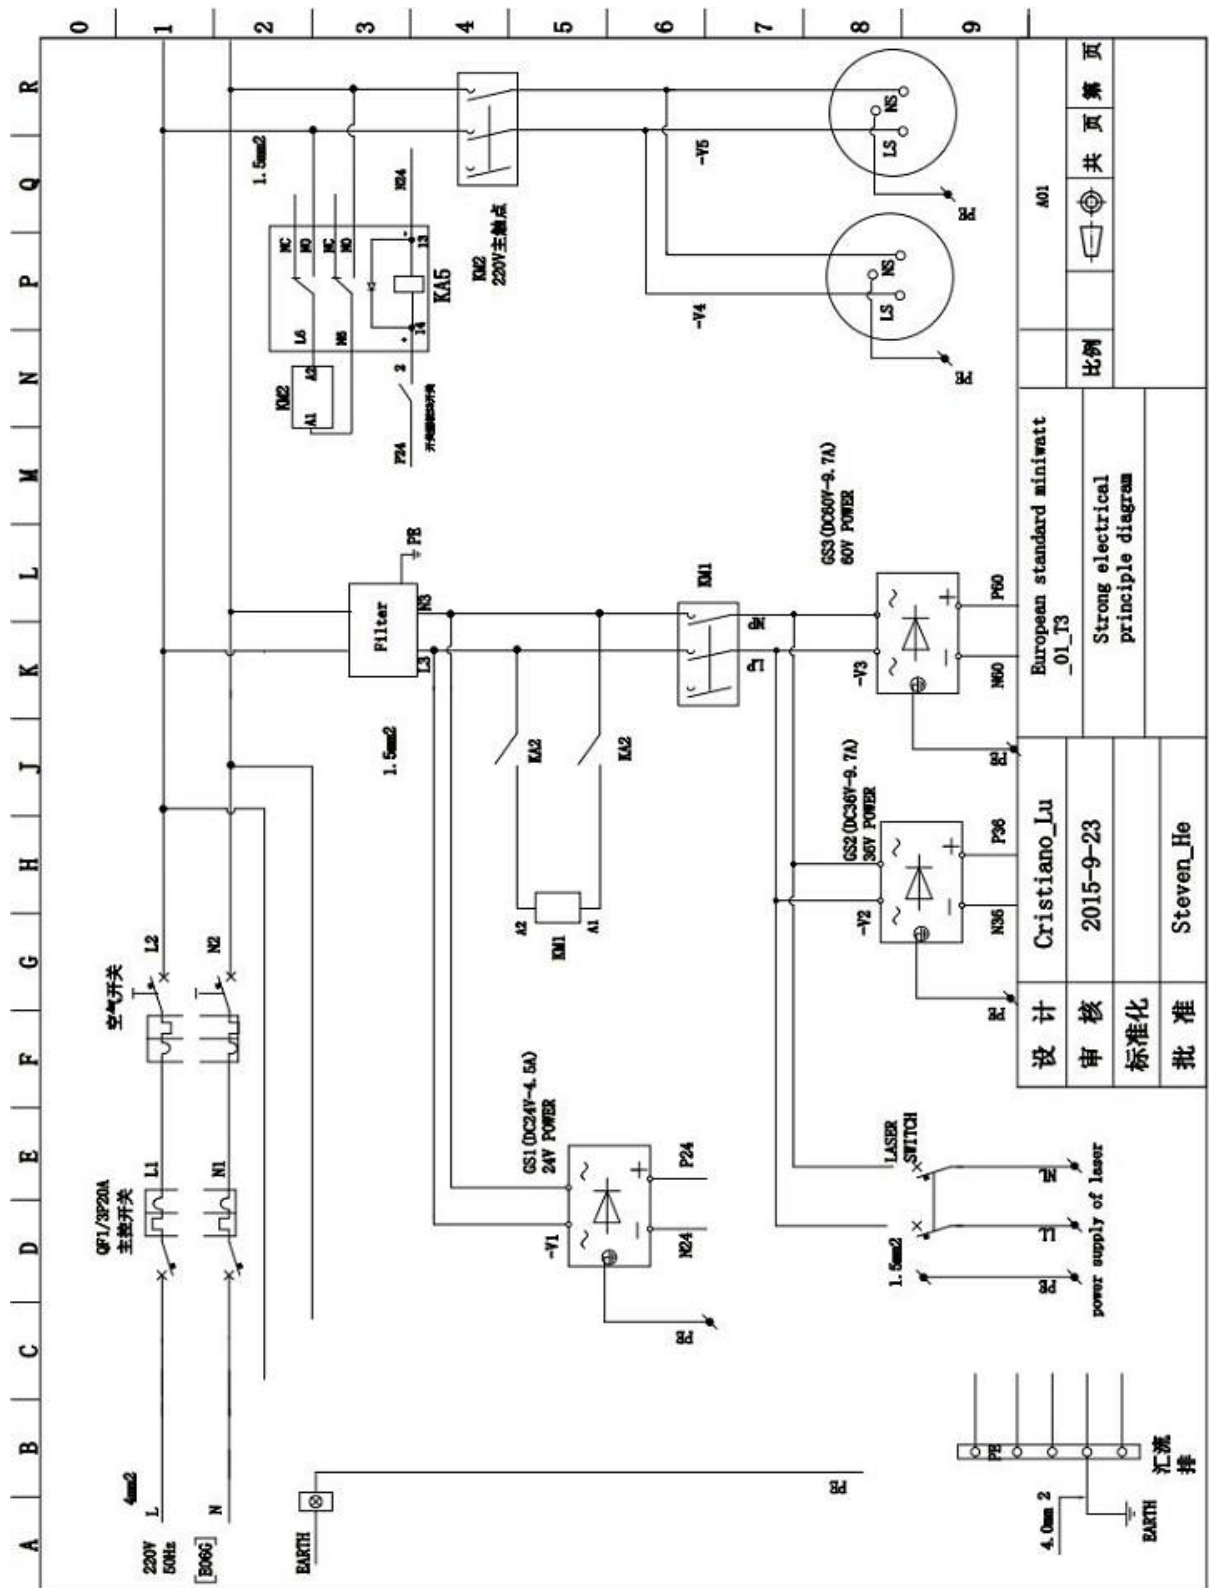 A
B
C
D
E
F
G
H
J
K
L
M
N
P
Q
R
0
1
2
3
4
5
6
7
8
9
220V
50Hz
4mm2
L
N
QF1/3P20A
主控开关
L1
N1
空气开关
L2
N2
EARTH
PE
1.5mm2
Filter
L3
N3
PE
KM2
A1
A2
L6
NC
NO
NC
NO
1.5mm2
P24
2
+
14
13
-
KA5
N24
KM2
220V主触点
GS1(DC24V-4.5A)
24V POWER
-V1
N24
P24
PE
A2
KM1
A1
KA2
KA2
KM1
LP
NP
-V4
-V5
LS
NS
PE
LS
NS
PE
GS2(DC36V-9.7A)
36V POWER
-V2
N36
P36
PE
GS3(DC60V-9.7A)
60V POWER
-V3
N60
P60
PE
LASER
SWITCH
1.5mm2
PE
LL
NL
power supply of laser
PE
汇流
排
4.0mm 2
EARTH
设 计
Cristiano_Lu
审 核
2015-9-23
标准化
批 准
Steven_He
European standard miniwatt
_01_T3
Strong electrical
principle diagram
A01
比例
共 页
第 页